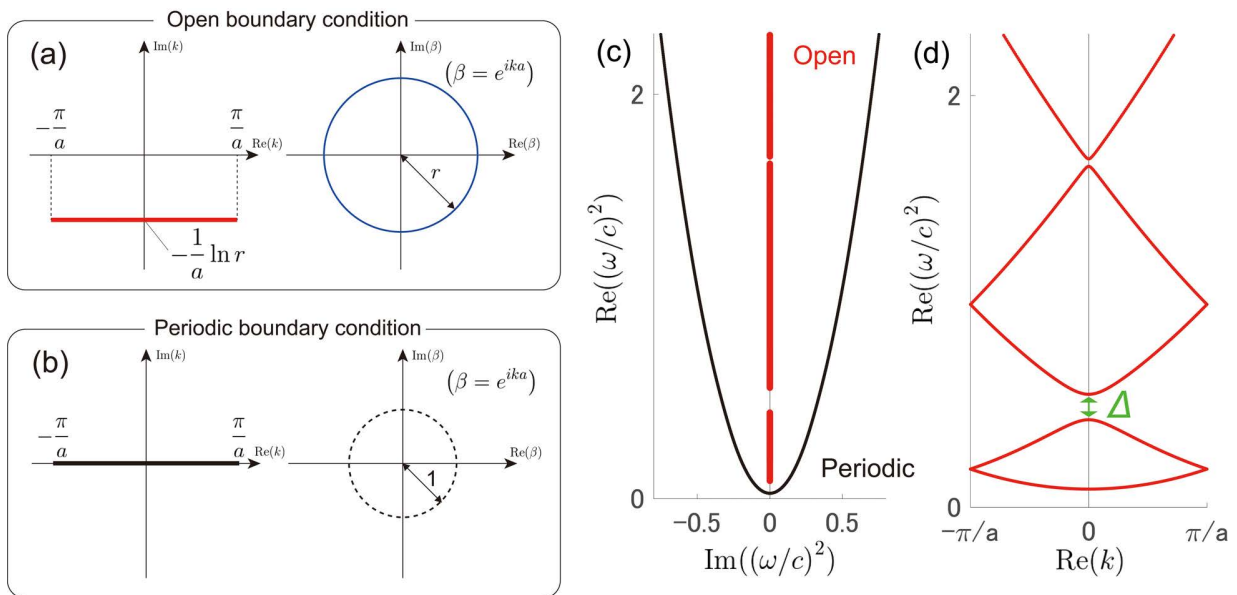 Open boundary condition
(a)
Im(k)
Im(β)
(β = e^{ika})
−π/a
π/a
Re(k)
Re(β)
r
−1/a ln r
Periodic boundary condition
(b)
Im(k)
Im(β)
(β = e^{ika})
−π/a
π/a
Re(k)
Re(β)
1
(c)
Open
2
Re((ω/c)²)
Periodic
0
−0.5
0
0.5
Im((ω/c)²)
(d)
2
Re((ω/c)²)
Δ
0
−π/a
0
π/a
Re(k)